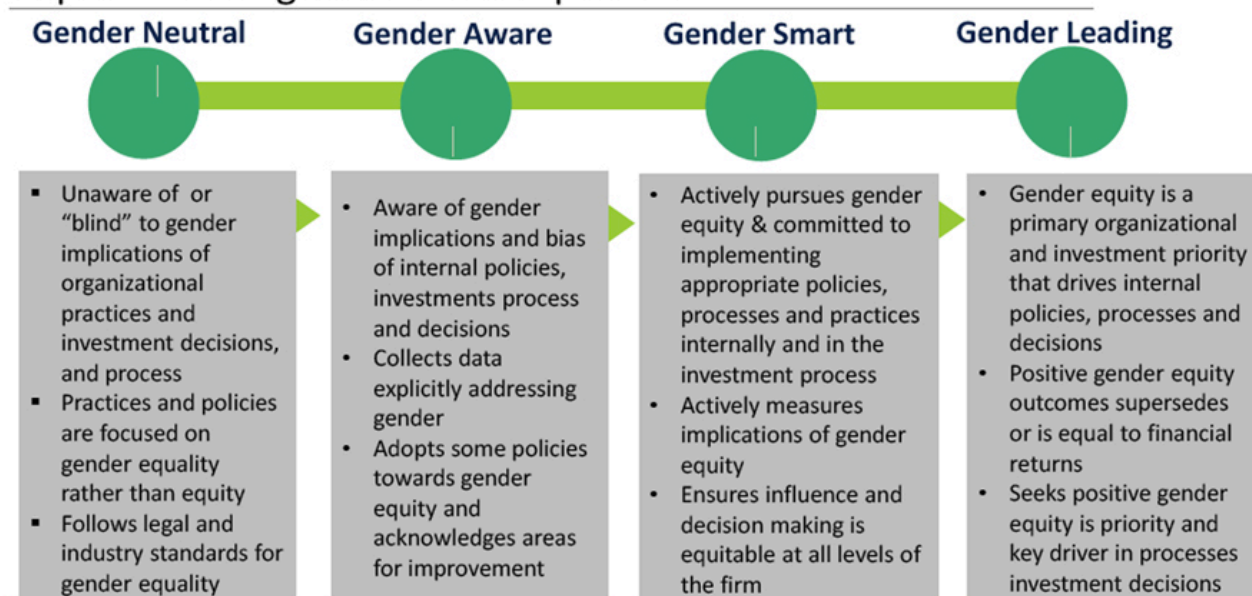 Gender Neutral
Gender Aware
Gender Smart
Gender Leading
▪ Unaware of or
“blind” to gender
implications of
organizational
practices and
investment decisions,
and process
▪ Practices and policies
are focused on
gender equality
rather than equity
▪ Follows legal and
industry standards for
gender equality
• Aware of gender
implications and bias
of internal policies,
investments process
and decisions
• Collects data
explicitly addressing
gender
• Adopts some policies
towards gender
equity and
acknowledges areas
for improvement
• Actively pursues gender
equity & committed to
implementing
appropriate policies,
processes and practices
internally and in the
investment process
• Actively measures
implications of gender
equity
• Ensures influence and
decision making is
equitable at all levels of
the firm
• Gender equity is a
primary organizational
and investment priority
that drives internal
policies, processes and
decisions
• Positive gender equity
outcomes supersedes
or is equal to financial
returns
• Seeks positive gender
equity is priority and
key driver in processes
investment decisions